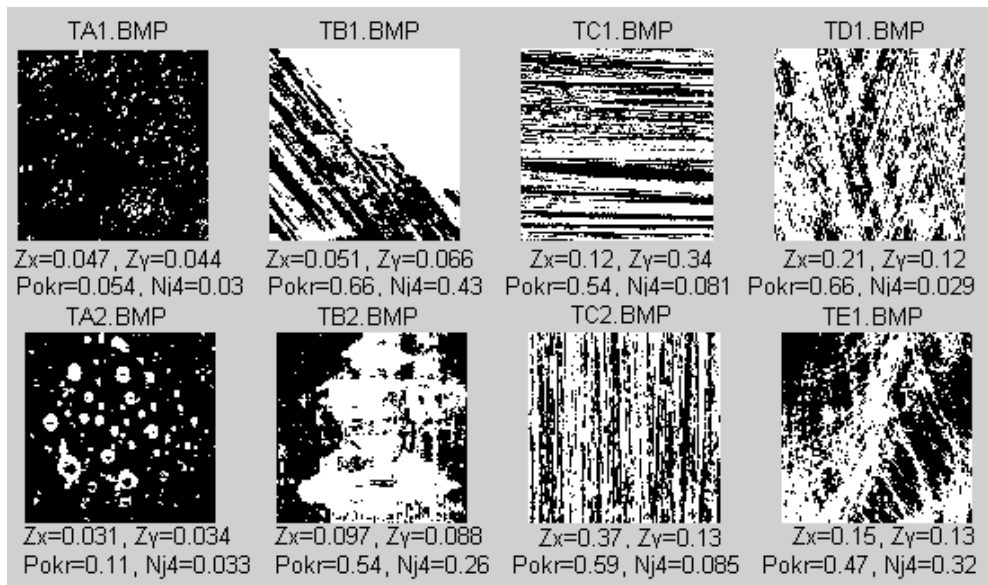 TA1.BMP TB1.BMP TC1.BMP TD1.BMP
Zx=0.047, Zy=0.044 Zx=0.051, Zy=0.066 Zx=0.12, Zy=0.34 Zx=0.21, Zy=0.12
Pokr=0.054, Nj4=0.03 Pokr=0.66, Nj4=0.43 Pokr=0.54, Nj4=0.081 Pokr=0.66, Nj4=0.029
TA2.BMP TB2.BMP TC2.BMP TE1.BMP
Zx=0.031, Zy=0.034 Zx=0.097, Zy=0.088 Zx=0.37, Zy=0.13 Zx=0.15, Zy=0.13
Pokr=0.11, Nj4=0.033 Pokr=0.54, Nj4=0.26 Pokr=0.59, Nj4=0.085 Pokr=0.47, Nj4=0.32